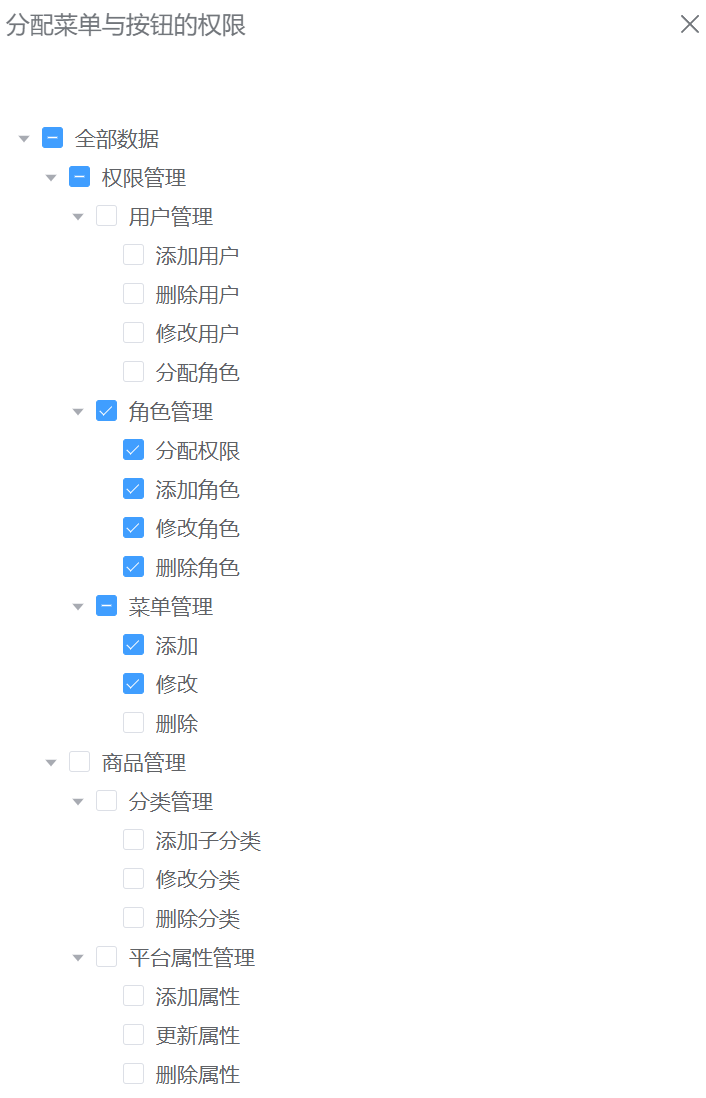 分配菜单与按钮的权限
全部数据
权限管理
用户管理
添加用户
删除用户
修改用户
分配角色
角色管理
分配权限
添加角色
修改角色
删除角色
菜单管理
添加
修改
删除
商品管理
分类管理
添加子分类
修改分类
删除分类
平台属性管理
添加属性
更新属性
删除属性